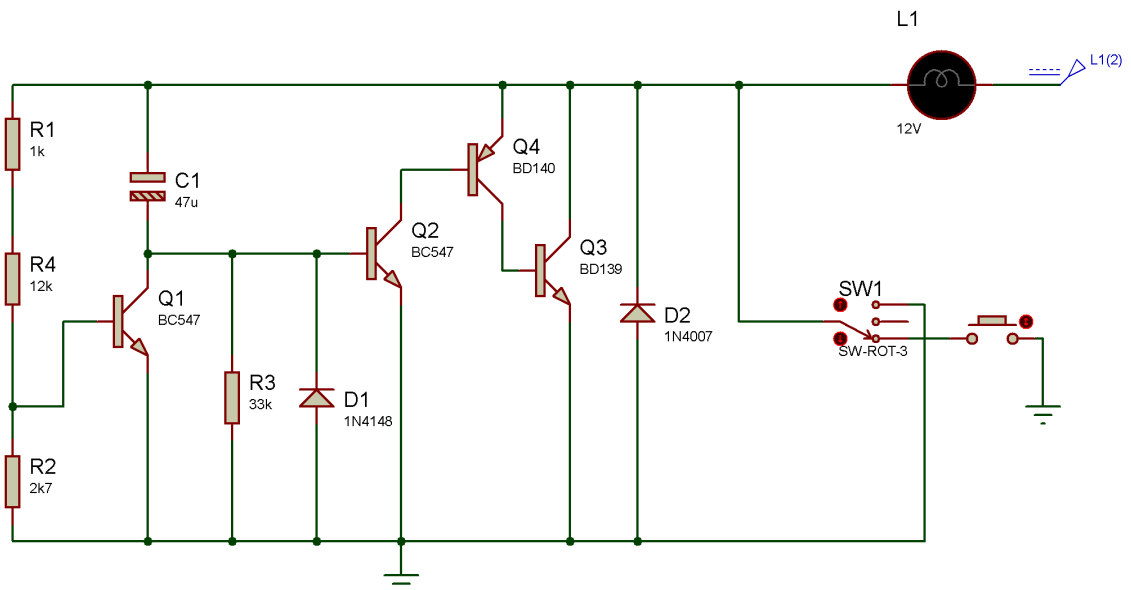 L1
L1(2)
12V
R1
1k
C1
47u
Q4
BD140
Q2
BC547
Q3
BD139
R4
12k
Q1
BC547
SW1
SW-ROT-3
D2
1N4007
R3
33k
D1
1N4148
R2
2k7